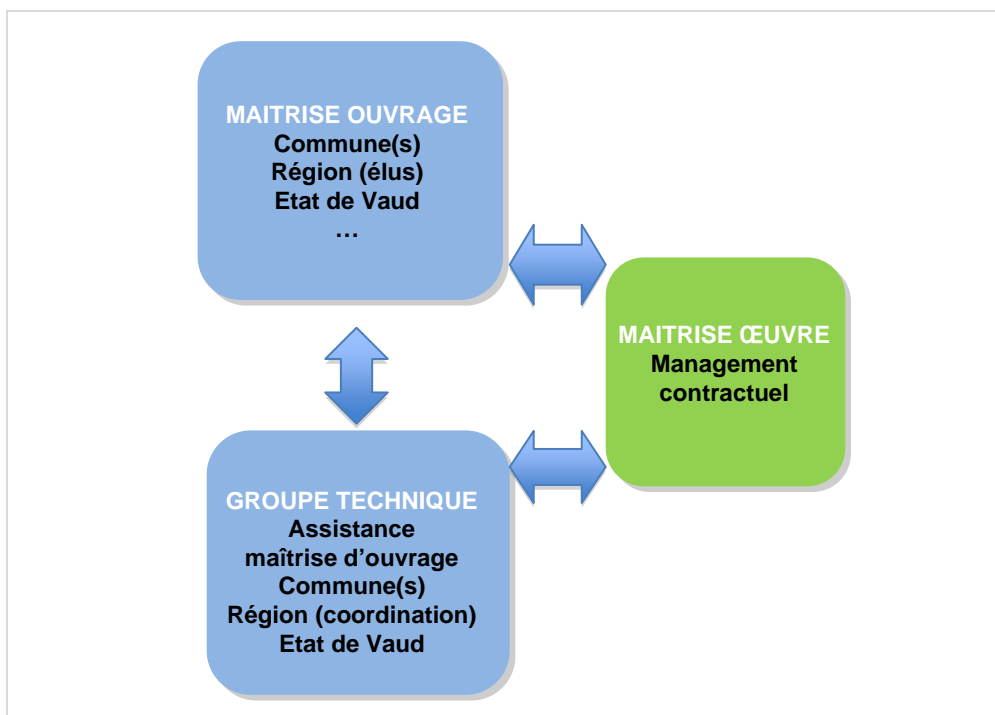 MAITRISE OUVRAGE
Commune(s)
Région (élus)
Etat de Vaud
…
MAITRISE ŒUVRE
Management
contractuel
GROUPE TECHNIQUE
Assistance
maîtrise d’ouvrage
Commune(s)
Région (coordination)
Etat de Vaud